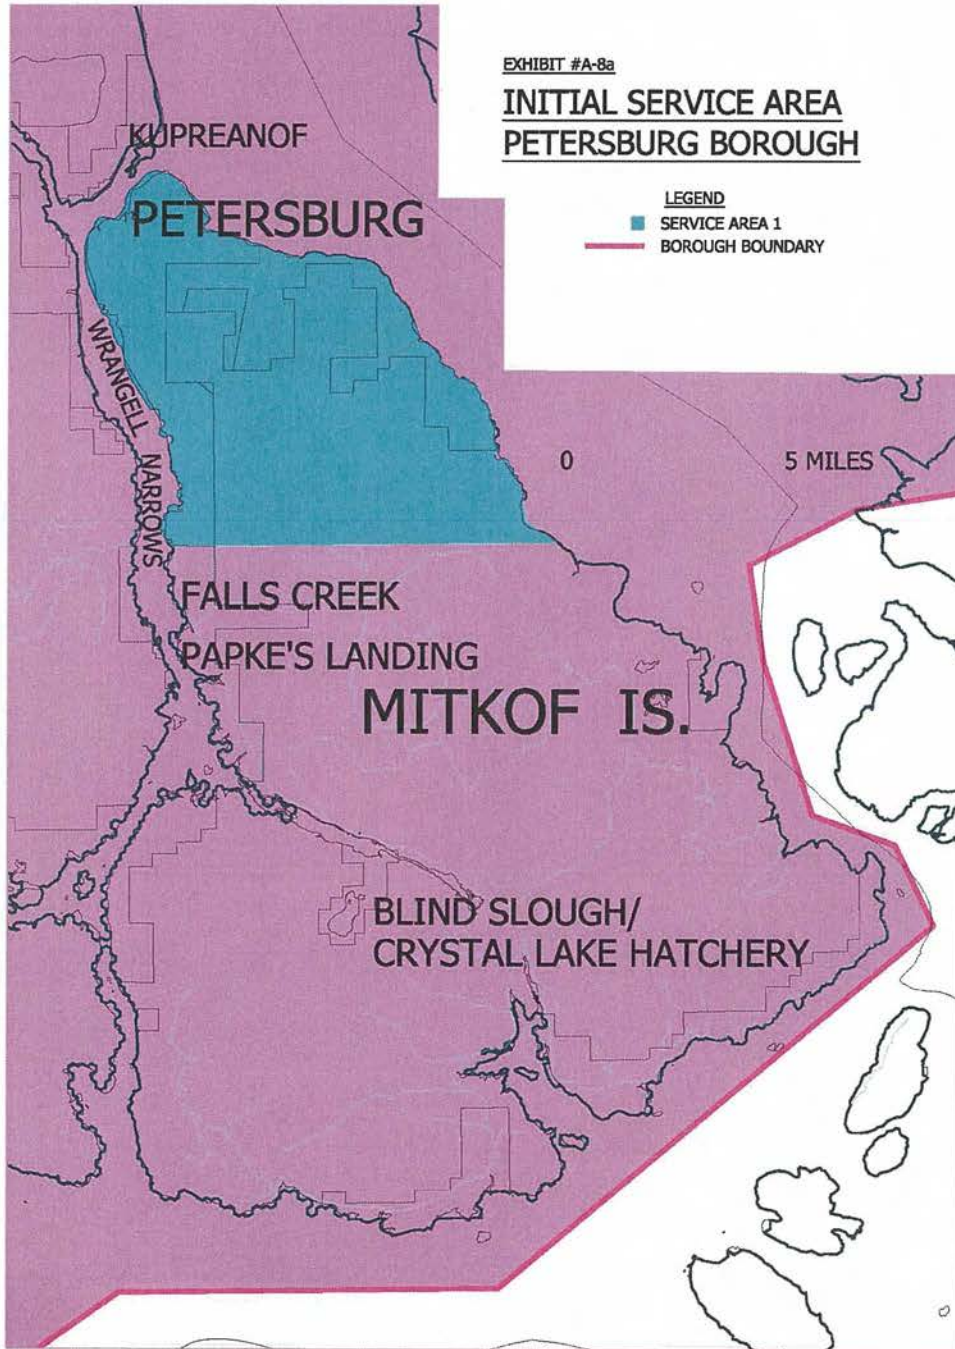 EXHIBIT #A-8a
INITIAL SERVICE AREA
PETERSBURG BOROUGH
LEGEND
SERVICE AREA 1
BOROUGH BOUNDARY
KUPREANOF
PETERSBURG
WRANGELL NARROWS
0 5 MILES
FALLS CREEK
PAPKE'S LANDING
MITKOF IS.
BLIND SLOUGH/
CRYSTAL LAKE HATCHERY